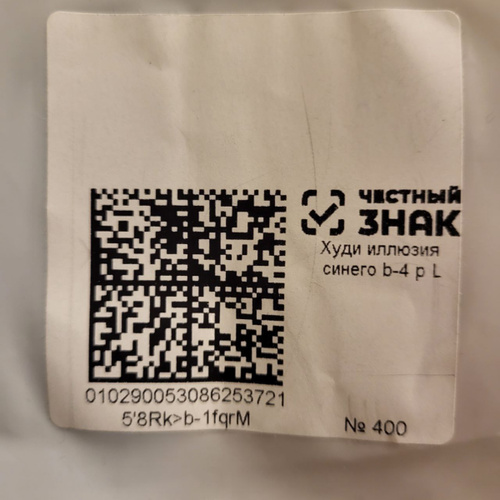 ЧЕСТНЫЙ
ЗНАК
Худи иллюзия
синего b-4 р L
010290053086253721
5'8Rk>b-1fqrM
№ 400